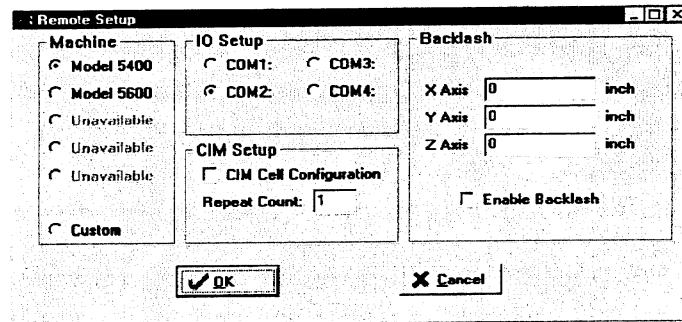 Remote Setup
Machine
Model 5400
Model 5600
Unavailable
Unavailable
Unavailable
Custom
IO Setup
COM1: COM3:
COM2: COM4:
CIM Setup
CIM Cell Configuration
Repeat Count: 1
Backlash
X Axis 0 inch
Y Axis 0 inch
Z Axis 0 inch
Enable Backlash
OK
Cancel